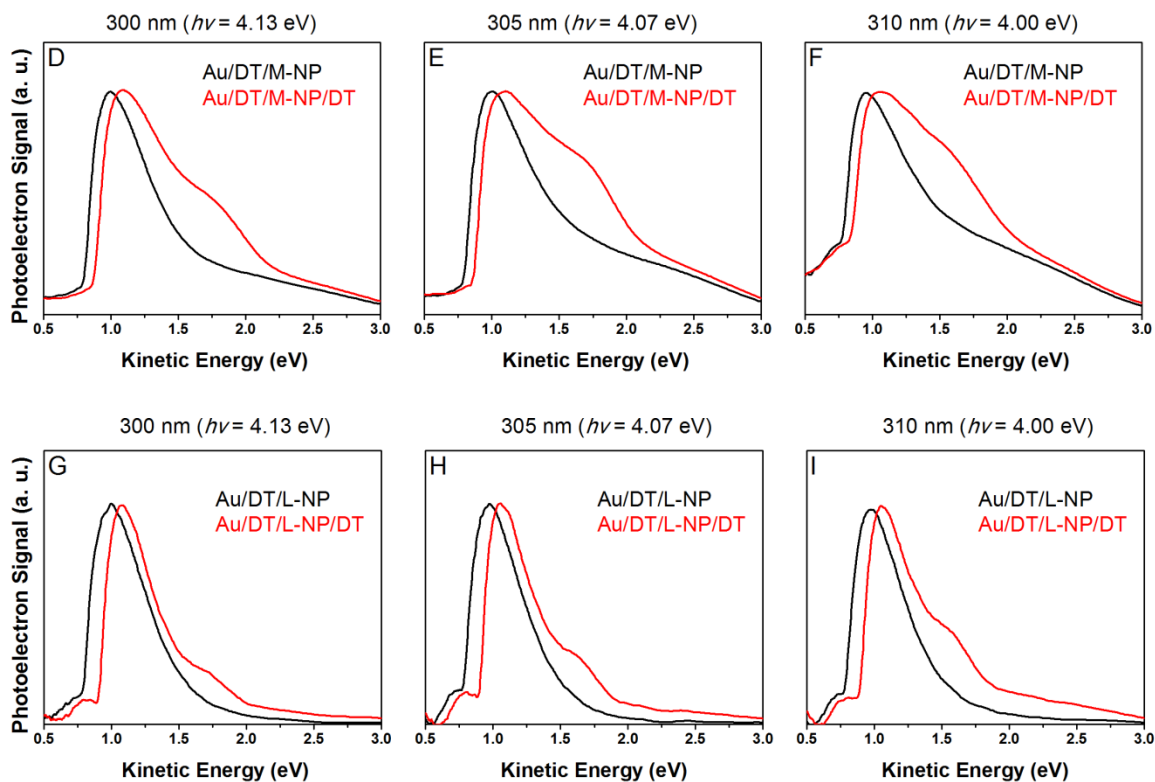 300 nm (hν = 4.13 eV)
305 nm (hν = 4.07 eV)
310 nm (hν = 4.00 eV)
D
Au/DT/M-NP
Au/DT/M-NP/DT
E
Au/DT/M-NP
Au/DT/M-NP/DT
F
Au/DT/M-NP
Au/DT/M-NP/DT
Photoelectron Signal (a. u.)
0.5 1.0 1.5 2.0 2.5 3.0
0.5 1.0 1.5 2.0 2.5 3.0
0.5 1.0 1.5 2.0 2.5 3.0
Kinetic Energy (eV)
Kinetic Energy (eV)
Kinetic Energy (eV)
300 nm (hν = 4.13 eV)
305 nm (hν = 4.07 eV)
310 nm (hν = 4.00 eV)
G
Au/DT/L-NP
Au/DT/L-NP/DT
H
Au/DT/L-NP
Au/DT/L-NP/DT
I
Au/DT/L-NP
Au/DT/L-NP/DT
Photoelectron Signal (a. u.)
0.5 1.0 1.5 2.0 2.5 3.0
0.5 1.0 1.5 2.0 2.5 3.0
0.5 1.0 1.5 2.0 2.5 3.0
Kinetic Energy (eV)
Kinetic Energy (eV)
Kinetic Energy (eV)